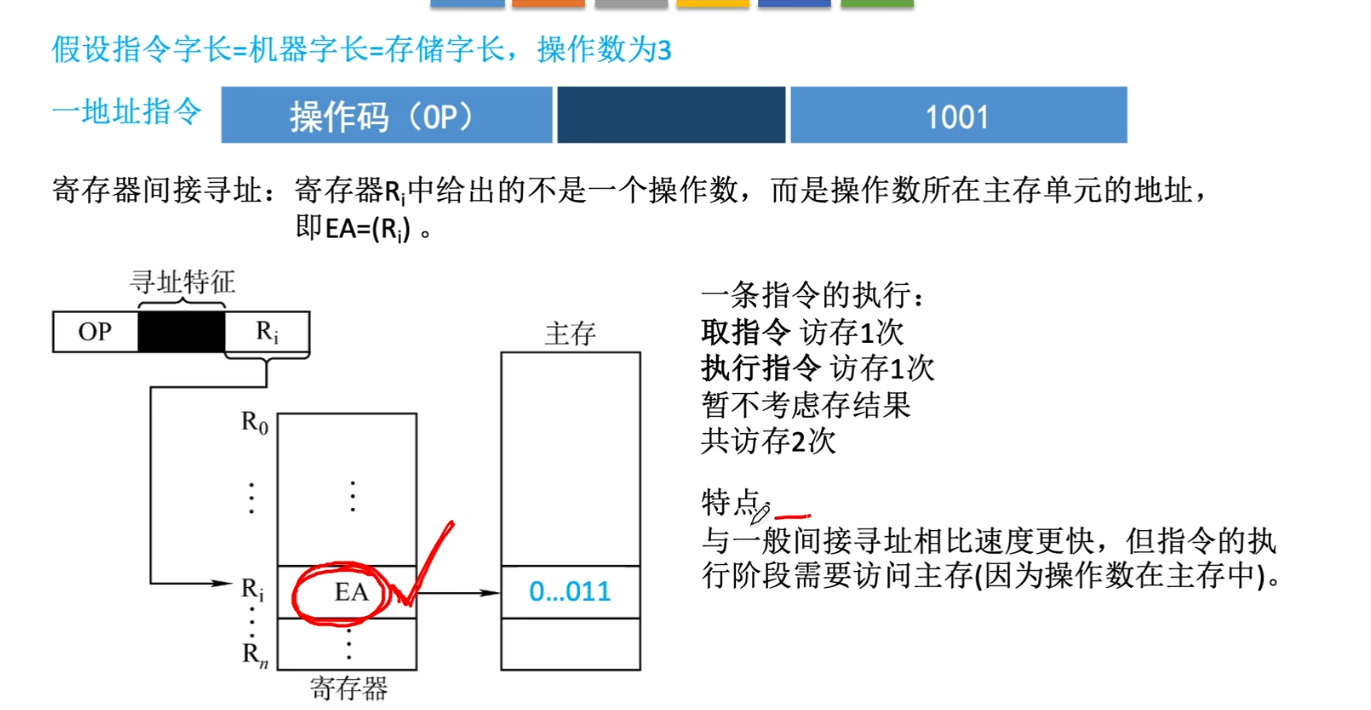 假设指令字长=机器字长=存储字长，操作数为3
一地址指令 操作码（OP） 1001
寄存器间接寻址：寄存器Ri中给出的不是一个操作数，而是操作数所在主存单元的地址，
即EA=(Ri) 。
寻址特征
OP Ri
主存
R0
⋮ ⋮
Ri EA 0…011
⋮ ⋮
Rn
寄存器
一条指令的执行：
取指令 访存1次
执行指令 访存1次
暂不考虑存结果
共访存2次
特点：
与一般间接寻址相比速度更快，但指令的执
行阶段需要访问主存(因为操作数在主存中)。